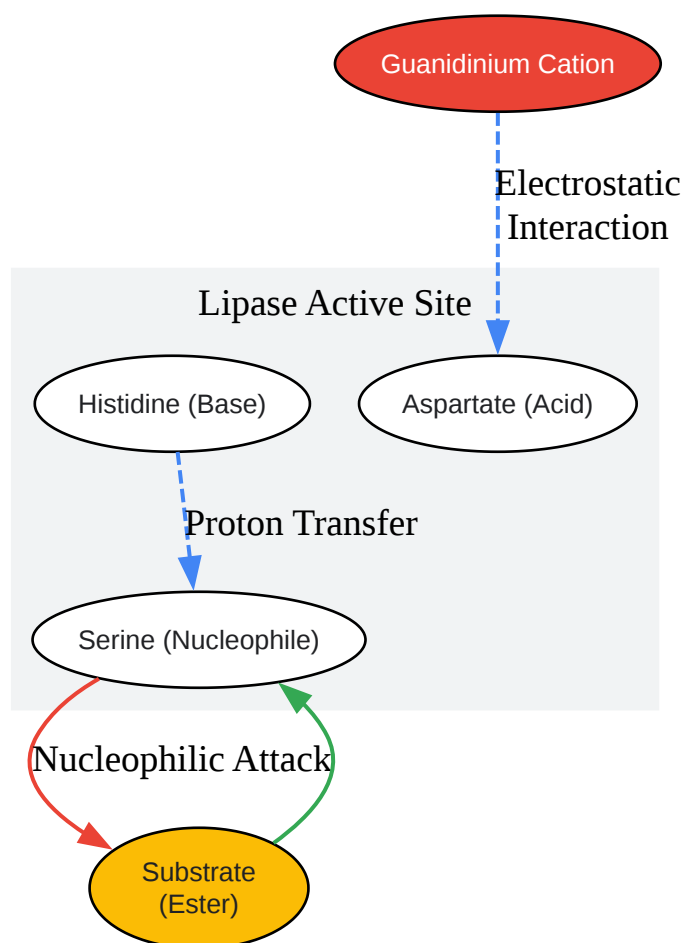 Guanidinium Cation
Electrostatic
Interaction
Lipase Active Site
Histidine (Base)
Aspartate (Acid)
Proton Transfer
Serine (Nucleophile)
Nucleophilic Attack
Substrate
(Ester)